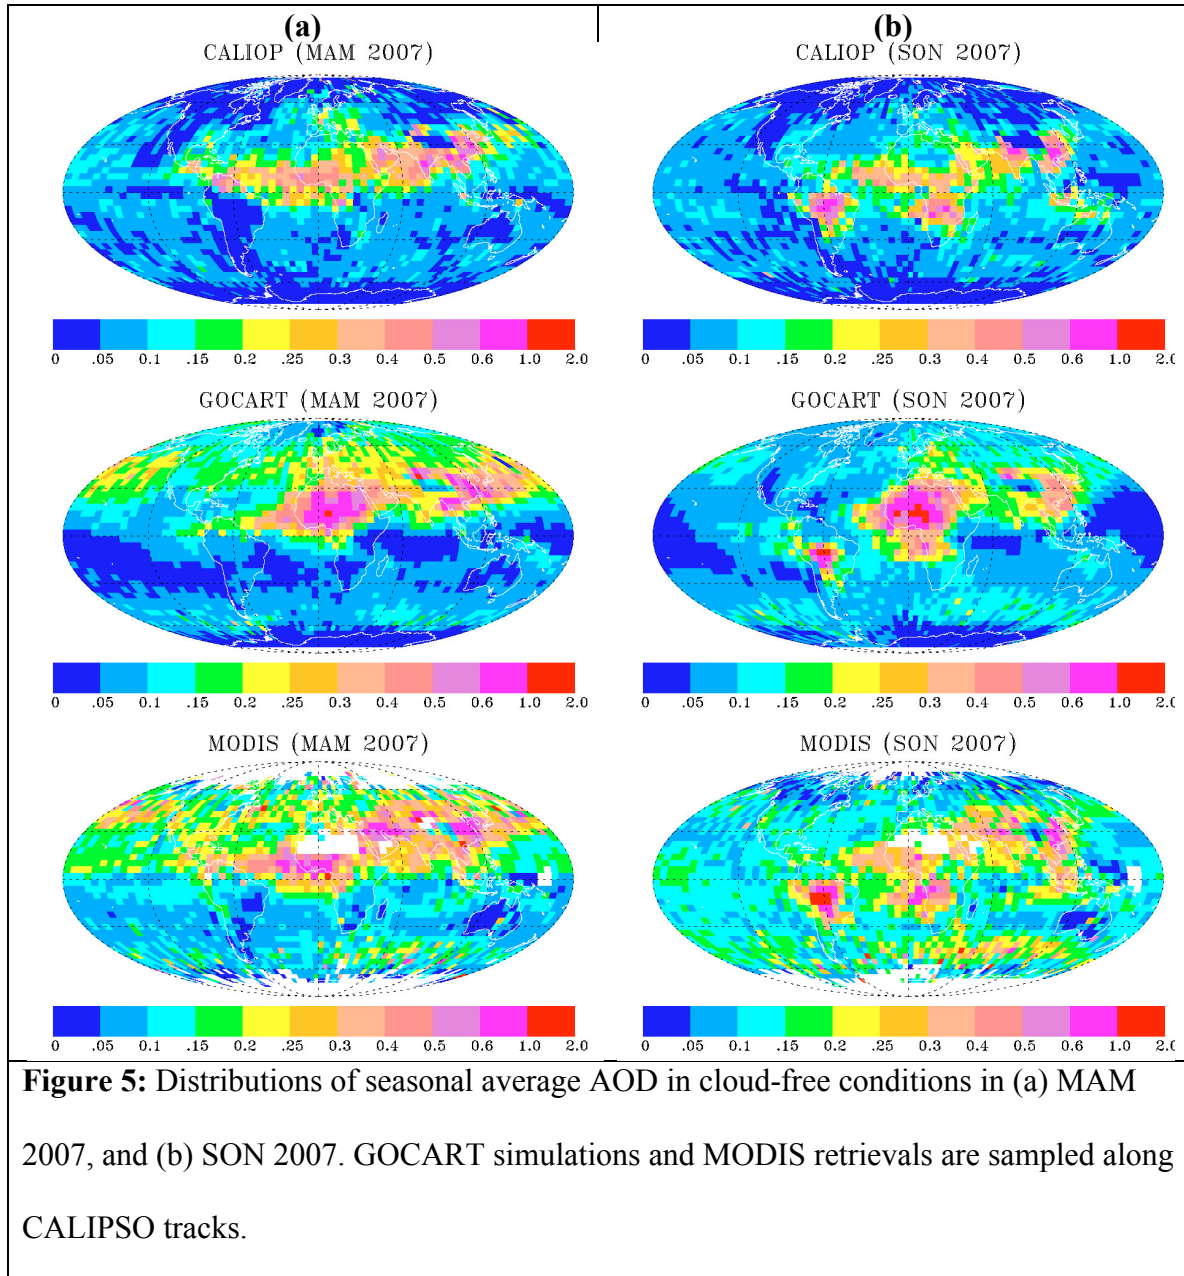 (a) (b)
CALIOP (MAM 2007) CALIOP (SON 2007)
0 .05 0.1 .15 0.2 .25 0.3 0.4 0.5 0.6 1.0 2.0 0 .05 0.1 .15 0.2 .25 0.3 0.4 0.5 0.6 1.0 2.0
GOCART (MAM 2007) GOCART (SON 2007)
0 .05 0.1 .15 0.2 .25 0.3 0.4 0.5 0.6 1.0 2.0 0 .05 0.1 .15 0.2 .25 0.3 0.4 0.5 0.6 1.0 2.0
MODIS (MAM 2007) MODIS (SON 2007)
0 .05 0.1 .15 0.2 .25 0.3 0.4 0.5 0.6 1.0 2.0 0 .05 0.1 .15 0.2 .25 0.3 0.4 0.5 0.6 1.0 2.0
Figure 5: Distributions of seasonal average AOD in cloud-free conditions in (a) MAM
2007, and (b) SON 2007. GOCART simulations and MODIS retrievals are sampled along
CALIPSO tracks.